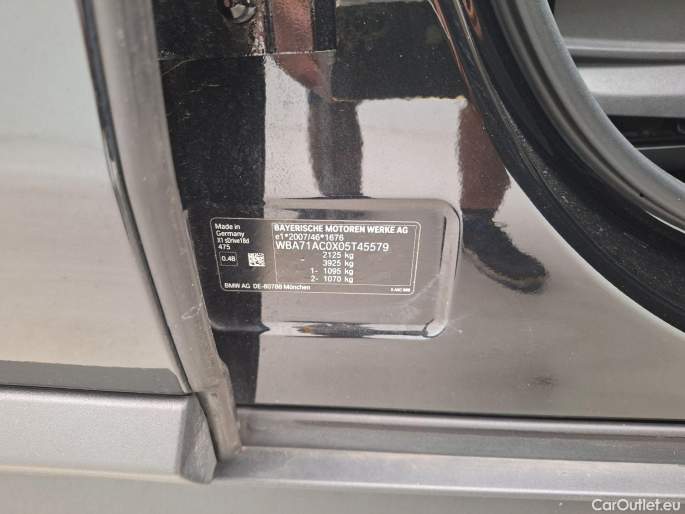 Made in
Germany
X1 sDrive18d
475
0.48
BAYERISCHE MOTOREN WERKE AG
e1*2007/46*1676
WBA71AC0X05T45579
2125 kg
3925 kg
1- 1095 kg
2- 1070 kg
BMW AG DE-80788 München
CarOutlet.eu